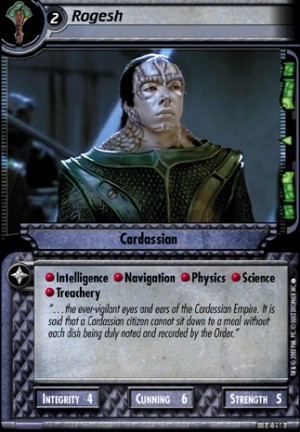 2 Rogesh
Cardassian
Intelligence Navigation Physics Science
Treachery
"…the ever-vigilant eyes and ears of the Cardassian Empire. It is
said that a Cardassian citizen cannot sit down to a meal without
each dish being duly noted and recorded by the Order."
INTEGRITY 4 CUNNING 6 STRENGTH 5